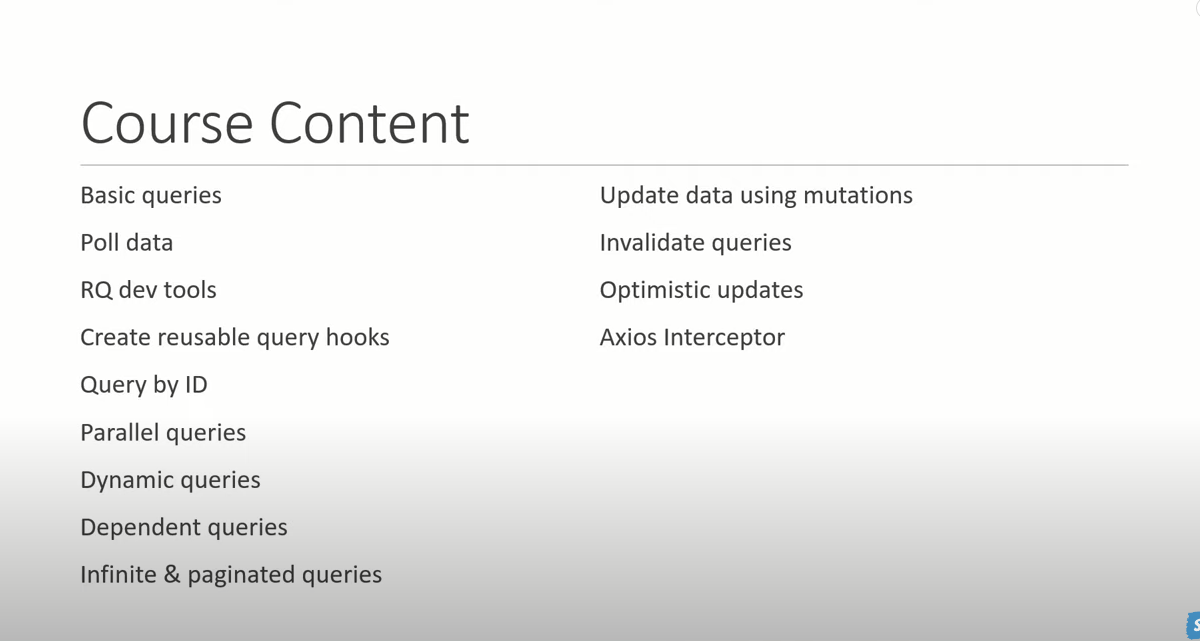 Course Content
Basic queries
Poll data
RQ dev tools
Create reusable query hooks
Query by ID
Parallel queries
Dynamic queries
Dependent queries
Infinite & paginated queries
Update data using mutations
Invalidate queries
Optimistic updates
Axios Interceptor